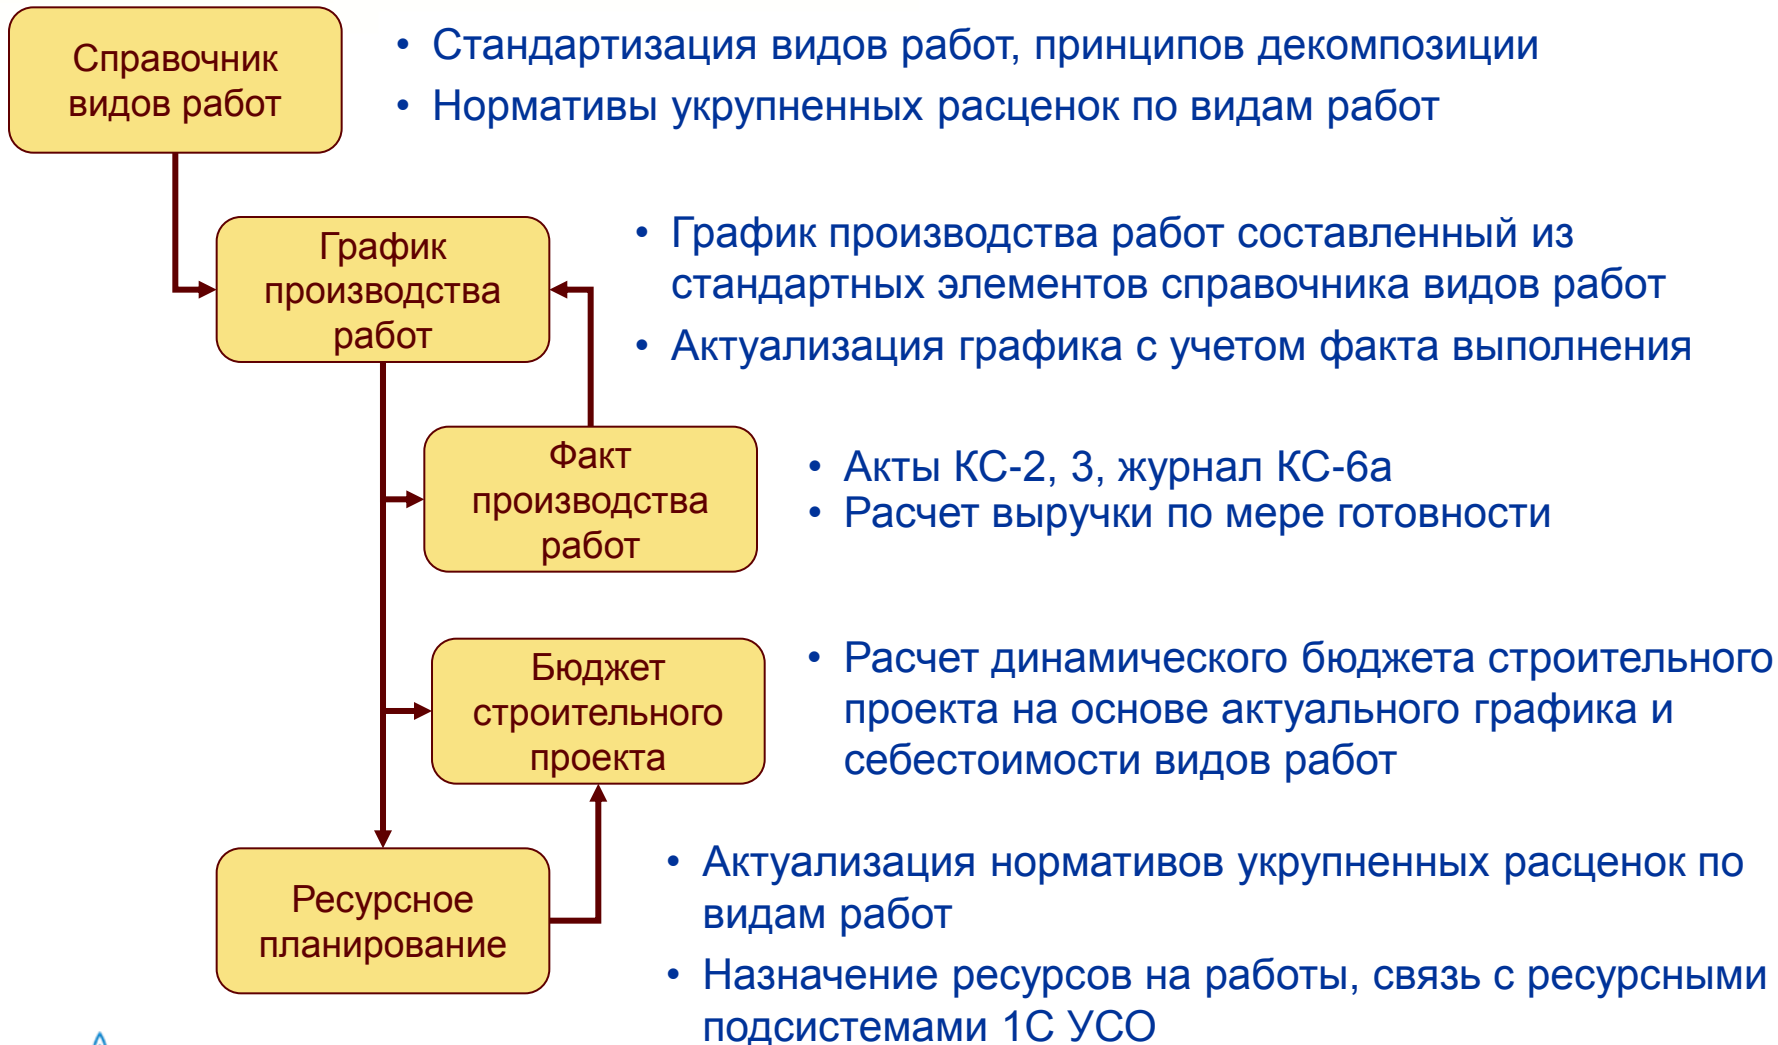 Справочник
видов работ
• Стандартизация видов работ, принципов декомпозиции
• Нормативы укрупненных расценок по видам работ
График
производства
работ
• График производства работ составленный из
стандартных элементов справочника видов работ
• Актуализация графика с учетом факта выполнения
Факт
производства
работ
• Акты КС-2, 3, журнал КС-6а
• Расчет выручки по мере готовности
Бюджет
строительного
проекта
• Расчет динамического бюджета строительного
проекта на основе актуального графика и
себестоимости видов работ
Ресурсное
планирование
• Актуализация нормативов укрупненных расценок по
видам работ
• Назначение ресурсов на работы, связь с ресурсными
подсистемами 1С УСО